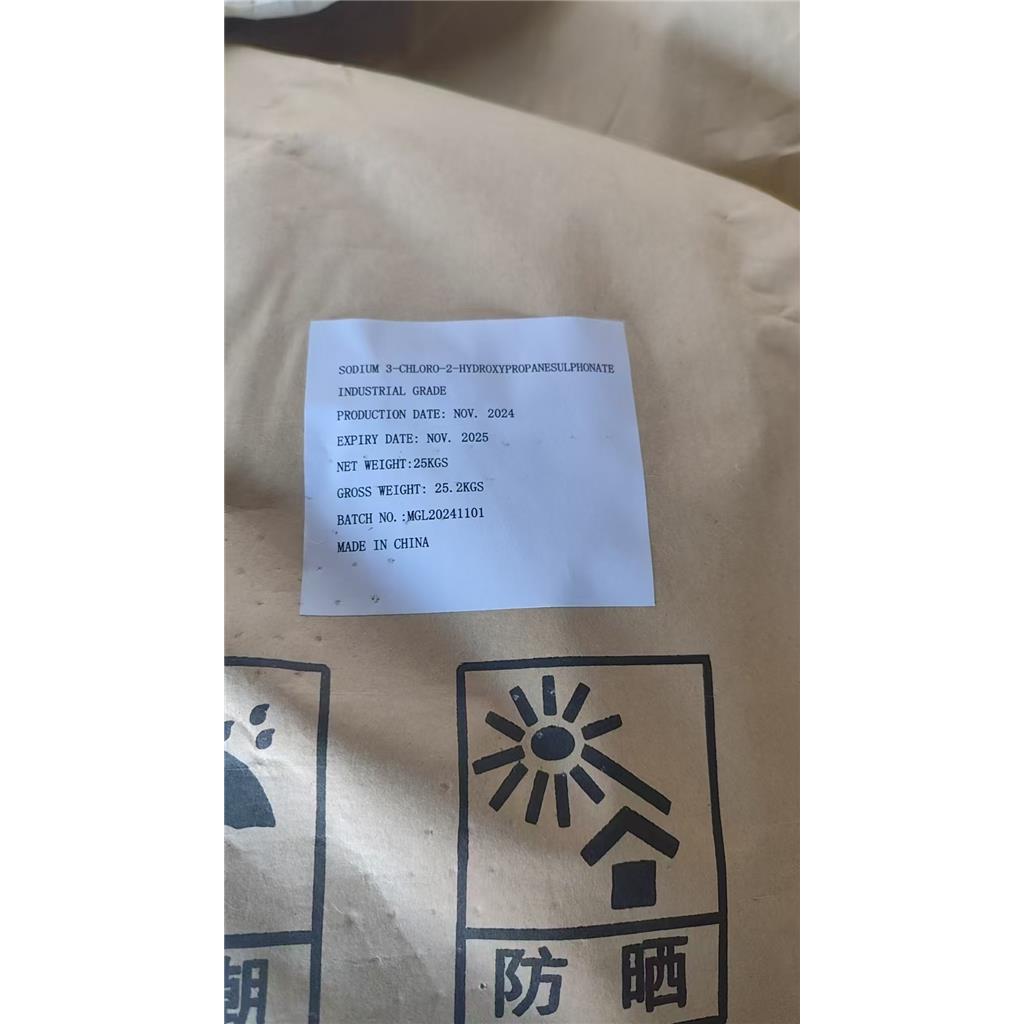 SODIUM 3-CHLORO-2-HYDROXYPROPANESULPHONATE
INDUSTRIAL GRADE
PRODUCTION DATE: NOV. 2024
EXPIRY DATE: NOV. 2025
NET WEIGHT:25KGS
GROSS WEIGHT: 25.2KGS
BATCH NO.:MGL20241101
MADE IN CHINA
潮
防 晒